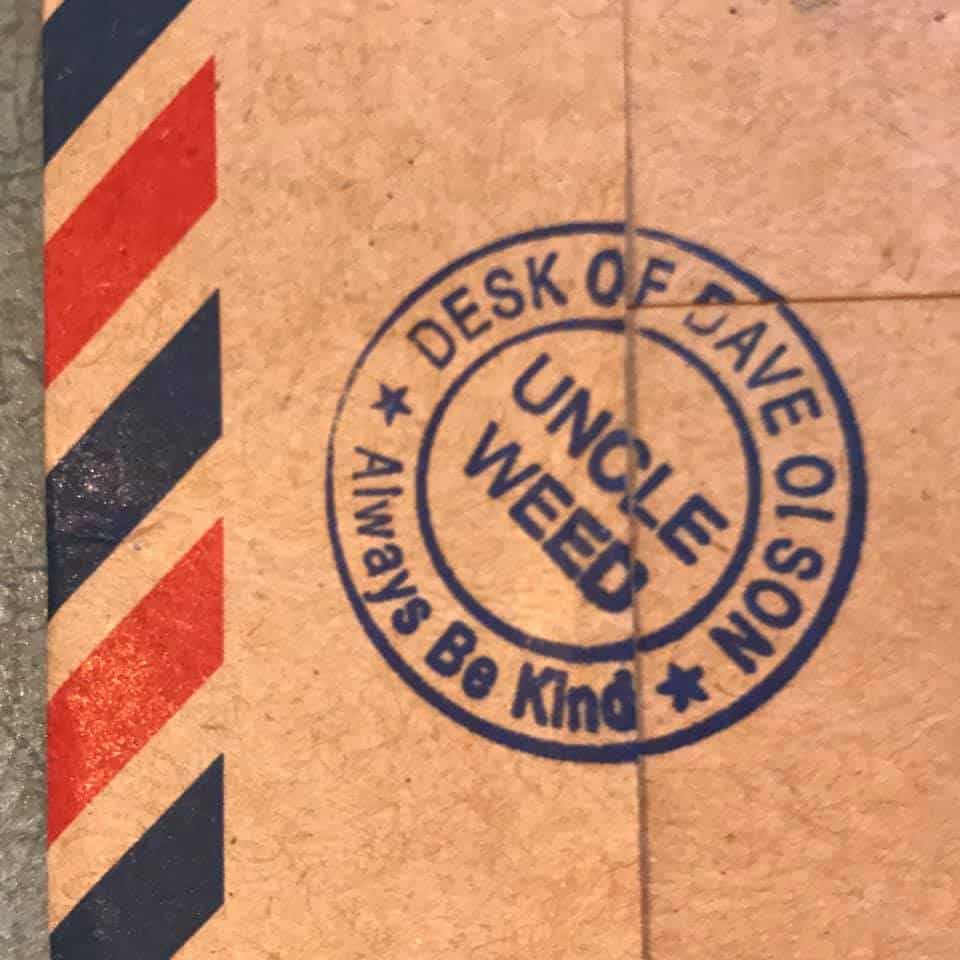 DESK OF DAVE OlSON
UNCLE
WEED
Always Be Kind